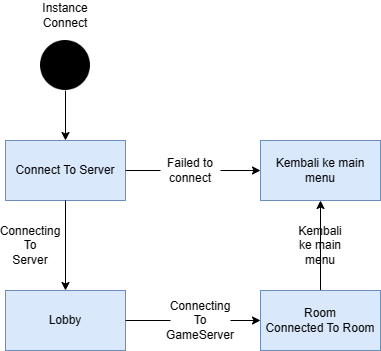 Instance
Connect
Connect To Server
Failed to
connect
Kembali ke main
menu
Connecting
To
Server
Kembali
ke main
menu
Lobby
Connecting
To
GameServer
Room
Connected To Room